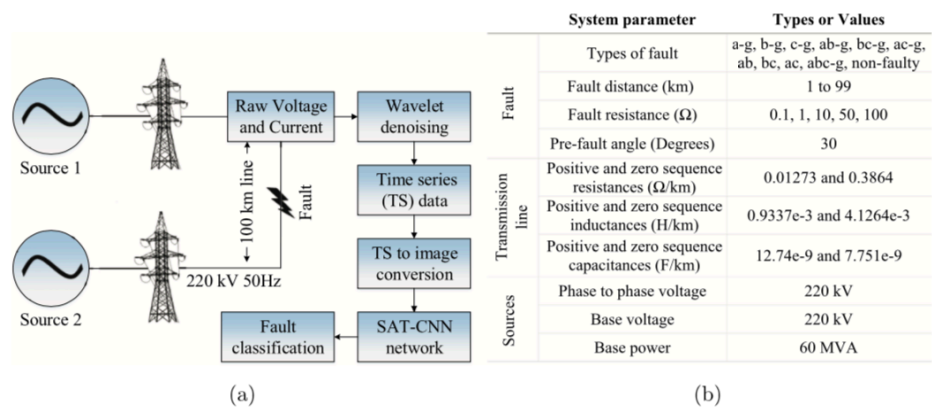 Source 1
Source 2
Raw Voltage
and Current
100 km line
Fault
220 kV 50Hz
Wavelet
denoising
Time series
(TS) data
TS to image
conversion
SAT-CNN
network
Fault
classification
(a)
System parameter Types or Values
Fault
Types of fault a-g, b-g, c-g, ab-g, bc-g, ac-g,
ab, bc, ac, abc-g, non-faulty
Fault distance (km) 1 to 99
Fault resistance (Ω) 0.1, 1, 10, 50, 100
Pre-fault angle (Degrees) 30
Transmission
line
Positive and zero sequence
resistances (Ω/km) 0.01273 and 0.3864
Positive and zero sequence
inductances (H/km) 0.9337e-3 and 4.1264e-3
Positive and zero sequence
capacitances (F/km) 12.74e-9 and 7.751e-9
Sources
Phase to phase voltage 220 kV
Base voltage 220 kV
Base power 60 MVA
(b)